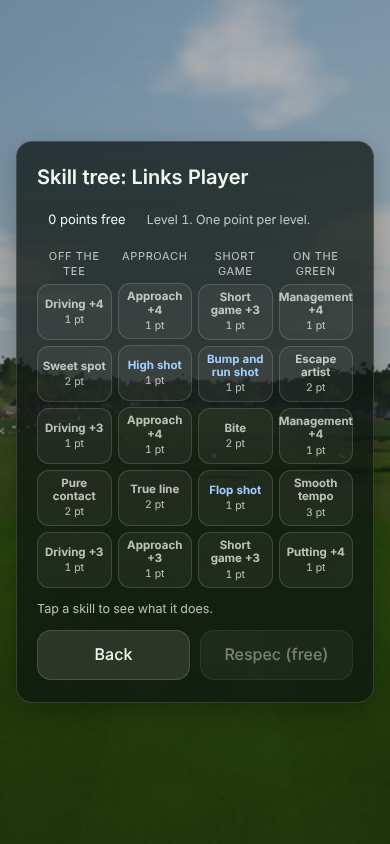 Skill tree: Links Player
0 points free Level 1. One point per level.
OFF THE
TEE
APPROACH
SHORT
GAME
ON THE
GREEN
Driving +4
1 pt
Approach
+4
1 pt
Short
game +3
1 pt
Management
+4
1 pt
Sweet spot
2 pt
High shot
1 pt
Bump and
run shot
1 pt
Escape
artist
2 pt
Driving +3
1 pt
Approach
+4
1 pt
Bite
2 pt
Management
+4
1 pt
Pure
contact
2 pt
True line
2 pt
Flop shot
1 pt
Smooth
tempo
3 pt
Driving +3
1 pt
Approach
+3
1 pt
Short
game +3
1 pt
Putting +4
1 pt
Tap a skill to see what it does.
Back
Respec (free)